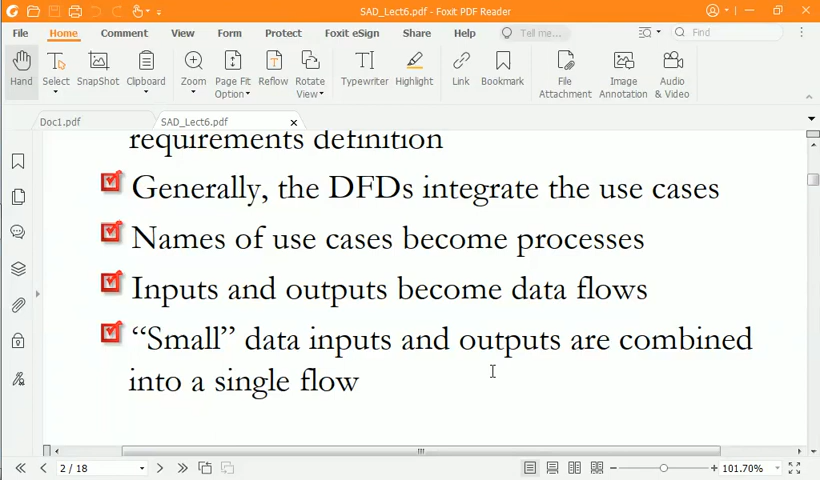 SAD_Lect6.pdf - Foxit PDF Reader
File Home Comment View Form Protect Foxit eSign Share Help Tell me... Find
Hand Select SnapShot Clipboard Zoom Page Fit Option Reflow Rotate View Typewriter Highlight Link Bookmark File Attachment Image Annotation Audio & Video
Doc1.pdf SAD_Lect6.pdf
requirements definition
Generally, the DFDs integrate the use cases
Names of use cases become processes
Inputs and outputs become data flows
“Small” data inputs and outputs are combined
into a single flow
2 / 18 101.70%